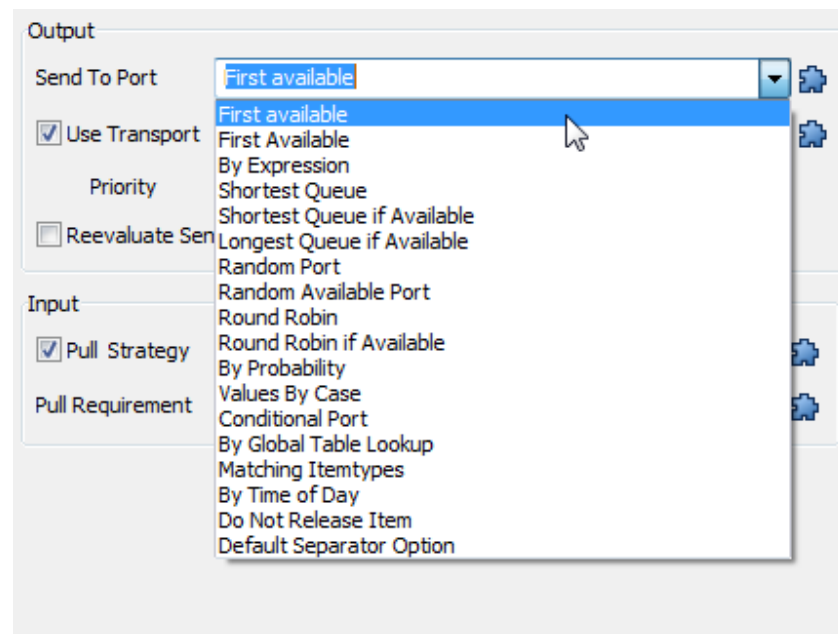 Output
Send To Port First available
First available
Use Transport
First Available
By Expression
Priority
Shortest Queue
Shortest Queue if Available
Reevaluate Sen
Longest Queue if Available
Random Port
Random Available Port
Input
Round Robin
Round Robin if Available
Pull Strategy
By Probability
Values By Case
Pull Requirement
Conditional Port
By Global Table Lookup
Matching Itemtypes
By Time of Day
Do Not Release Item
Default Separator Option